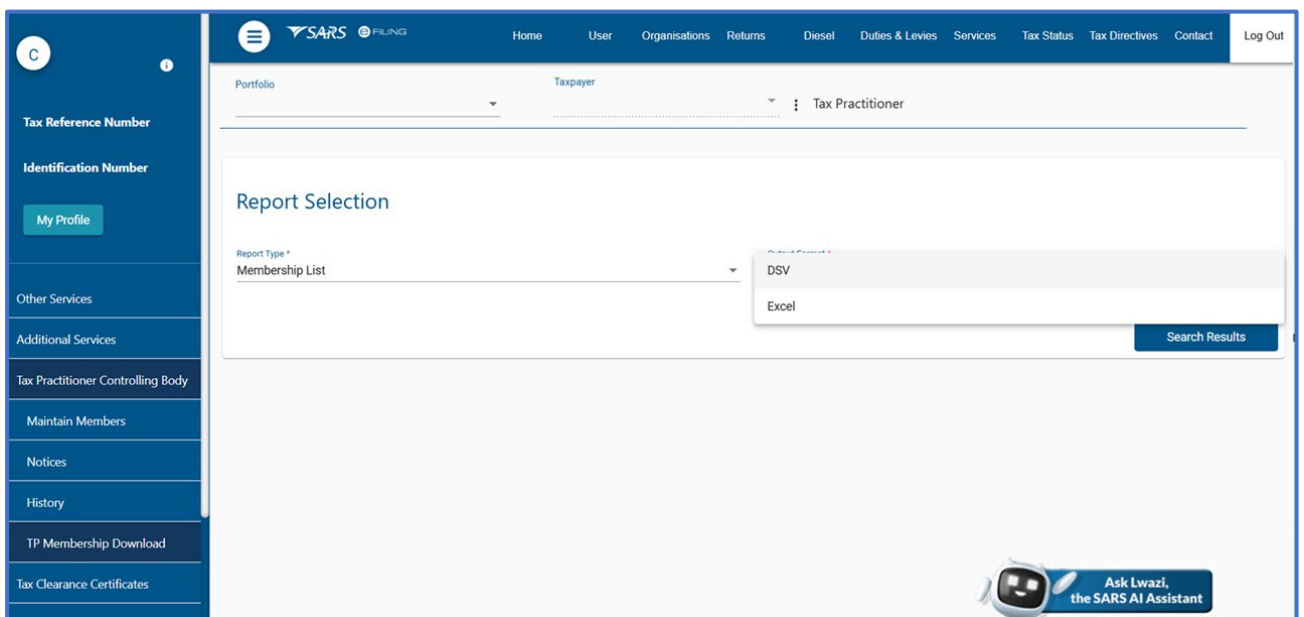 C
SARS eFILING
Home User Organisations Returns Diesel Duties & Levies Services Tax Status Tax Directives Contact Log Out
Portfolio
Taxpayer
Tax Practitioner
Tax Reference Number
Identification Number
My Profile
Report Selection
Report Type *
Output Format *
Membership List
DSV
Excel
Search Results
Other Services
Additional Services
Tax Practitioner Controlling Body
Maintain Members
Notices
History
TP Membership Download
Tax Clearance Certificates
Ask Lwazi,
the SARS AI Assistant